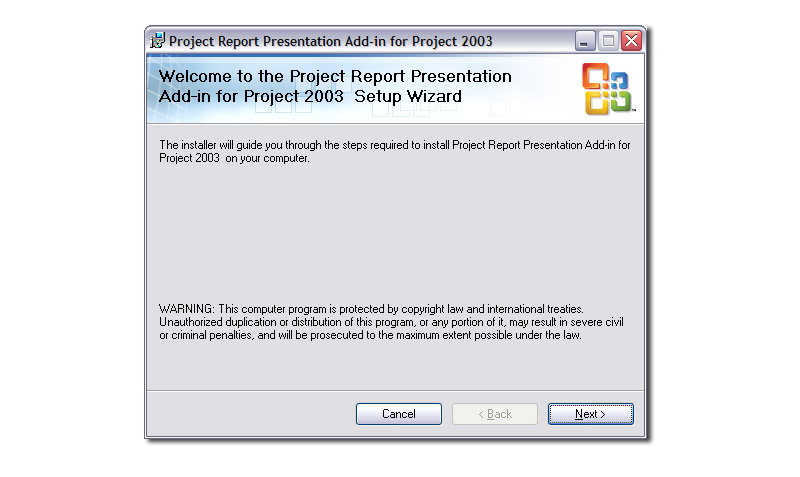 Project Report Presentation Add-in for Project 2003
Welcome to the Project Report Presentation
Add-in for Project 2003  Setup Wizard
TM
The installer will guide you through the steps required to install Project Report Presentation Add-in for
Project 2003  on your computer.
WARNING: This computer program is protected by copyright law and international treaties.
Unauthorized duplication or distribution of this program, or any portion of it, may result in severe civil
or criminal penalties, and will be prosecuted to the maximum extent possible under the law.
Cancel
< Back
Next >